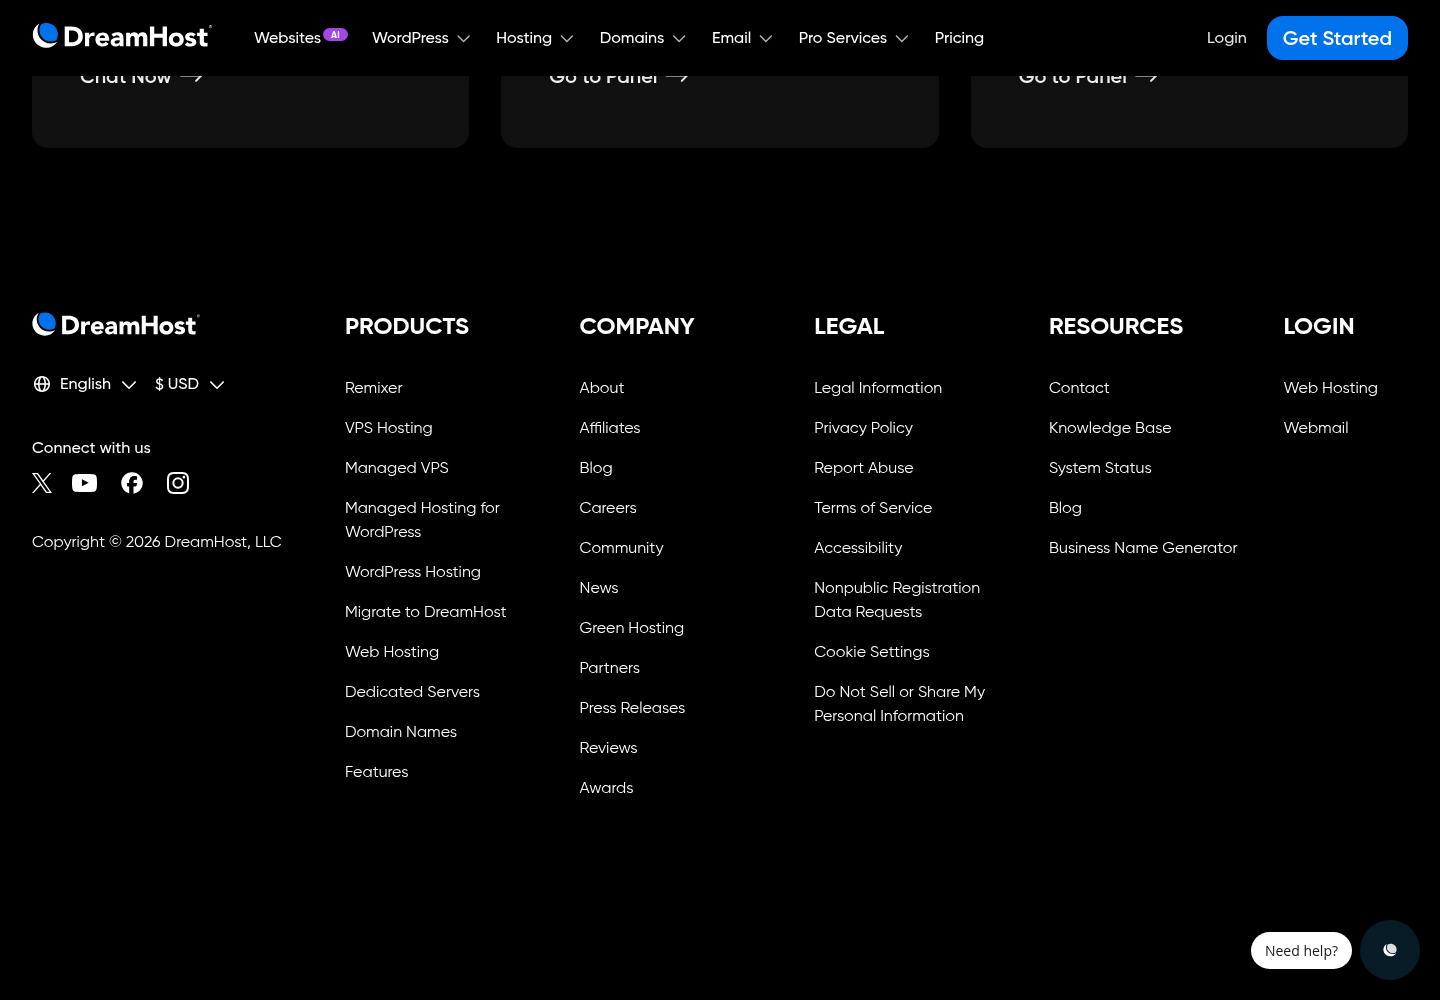 DreamHost
Websites AI
WordPress
Hosting
Domains
Email
Pro Services
Pricing
Login
Get Started
Chat Now
Go to Panel
Go to Panel
DreamHost
English
$ USD
Connect with us
Copyright © 2026 DreamHost, LLC
PRODUCTS
Remixer
VPS Hosting
Managed VPS
Managed Hosting for
WordPress
WordPress Hosting
Migrate to DreamHost
Web Hosting
Dedicated Servers
Domain Names
Features
COMPANY
About
Affiliates
Blog
Careers
Community
News
Green Hosting
Partners
Press Releases
Reviews
Awards
LEGAL
Legal Information
Privacy Policy
Report Abuse
Terms of Service
Accessibility
Nonpublic Registration
Data Requests
Cookie Settings
Do Not Sell or Share My
Personal Information
RESOURCES
Contact
Knowledge Base
System Status
Blog
Business Name Generator
LOGIN
Web Hosting
Webmail
Need help?